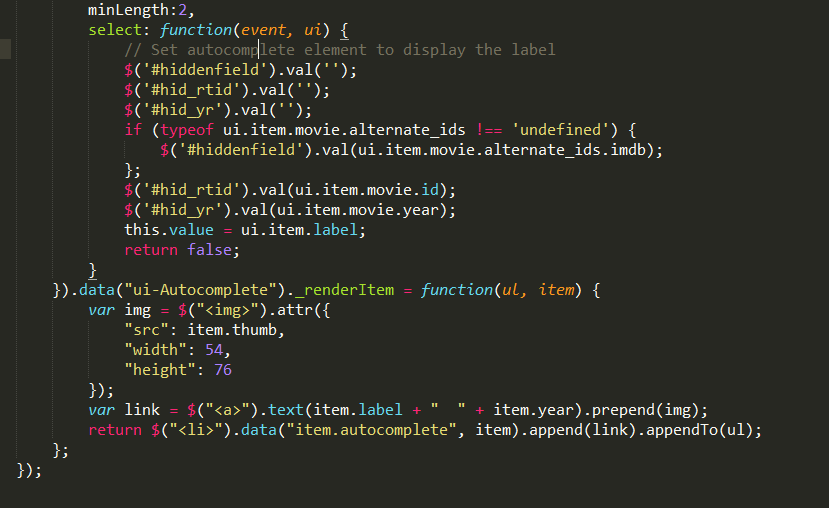 minLength:2,
select: function(event, ui) {
// Set autocomplete element to display the label
$('#hiddenfield').val('');
$('#hid_rtid').val('');
$('#hid_yr').val('');
if (typeof ui.item.movie.alternate_ids !== 'undefined') {
$('#hiddenfield').val(ui.item.movie.alternate_ids.imdb);
};
$('#hid_rtid').val(ui.item.movie.id);
$('#hid_yr').val(ui.item.movie.year);
this.value = ui.item.label;
return false;
}
}).data("ui-Autocomplete")._renderItem = function(ul, item) {
var img = $("<img>").attr({
"src": item.thumb,
"width": 54,
"height": 76
});
var link = $("<a>").text(item.label + "  " + item.year).prepend(img);
return $("<li>").data("item.autocomplete", item).append(link).appendTo(ul);
};
});